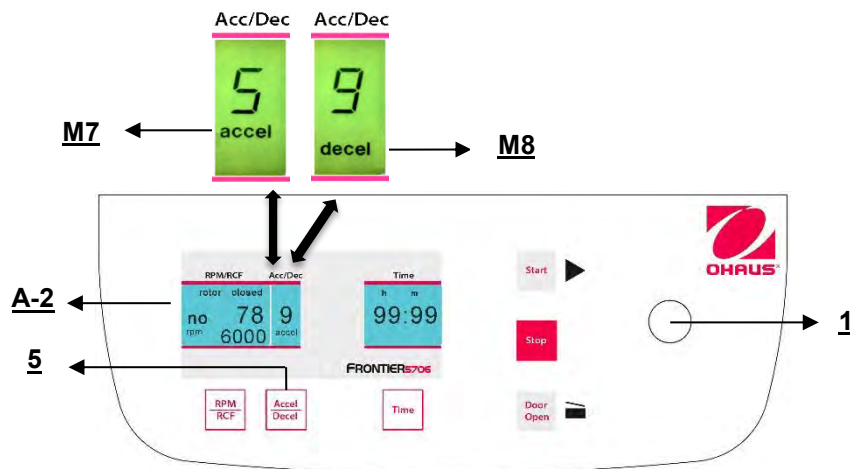 Acc/Dec Acc/Dec
5 9
accel
decel
M7
M8
OHAUS®
RPM/RCF Acc/Dec
Time
rotor closed
h m
no 78 9
rpm 6000 accel
99:99
Start
Stop
Door
Open
A-2
1
5
FRONTIER5706
RPM
RCF
Accel
Decel
Time